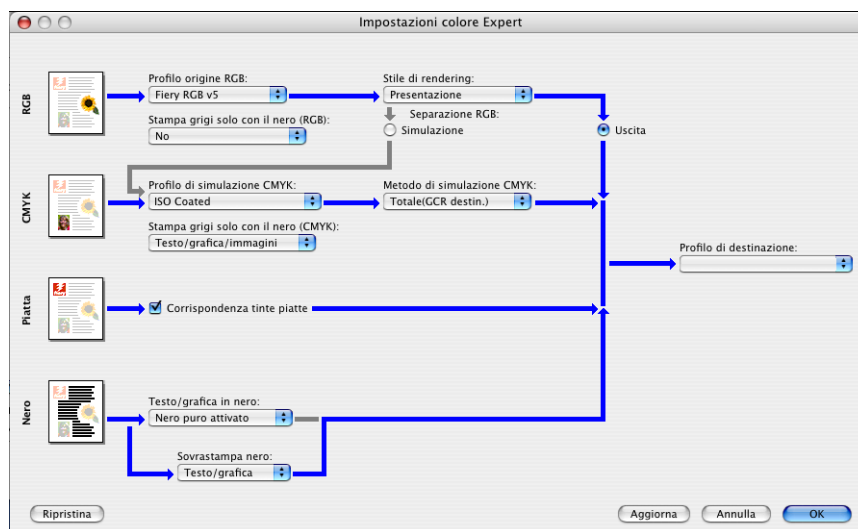 Impostazioni colore Expert
RGB
Profilo origine RGB:
Fiery RGB v5
Stampa grigi solo con il nero (RGB):
No
Stile di rendering:
Presentazione
Separazione RGB:
Simulazione
Uscita
CMYK
Profilo di simulazione CMYK:
ISO Coated
Stampa grigi solo con il nero (CMYK):
Testo/grafica/immagini
Metodo di simulazione CMYK:
Totale(GCR destin.)
Profilo di destinazione:
Piatta
Corrispondenza tinte piatte
Nero
Testo/grafica in nero:
Nero puro attivato
Sovrastampa nero:
Testo/grafica
Ripristina
Aggiorna
Annulla
OK